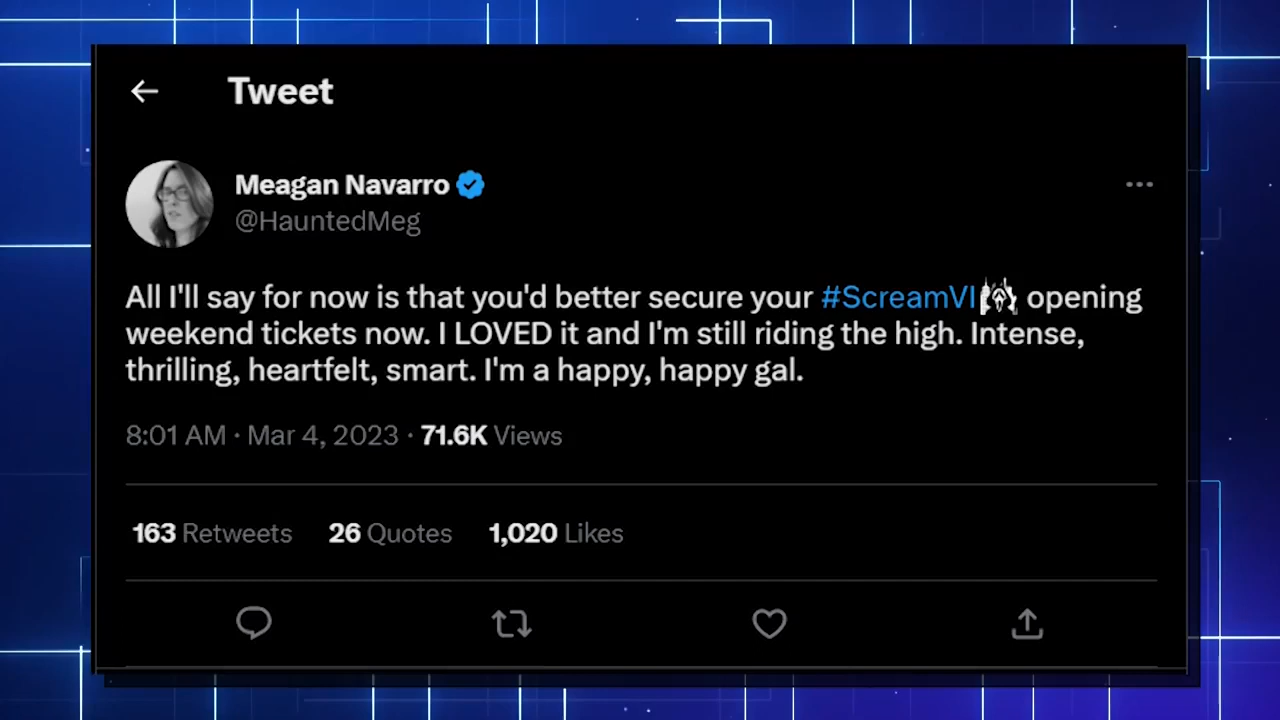 Tweet
Meagan Navarro
@HauntedMeg
All I'll say for now is that you'd better secure your #ScreamVI opening
weekend tickets now. I LOVED it and I'm still riding the high. Intense,
thrilling, heartfelt, smart. I'm a happy, happy gal.
8:01 AM · Mar 4, 2023 · 71.6K Views
163 Retweets 26 Quotes 1,020 Likes